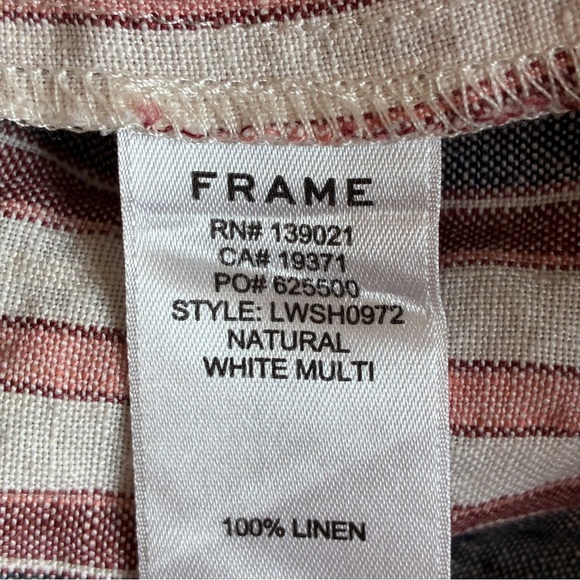 FRAME
RN# 139021
CA# 19371
PO# 625500
STYLE: LWSH0972
NATURAL
WHITE MULTI
100% LINEN